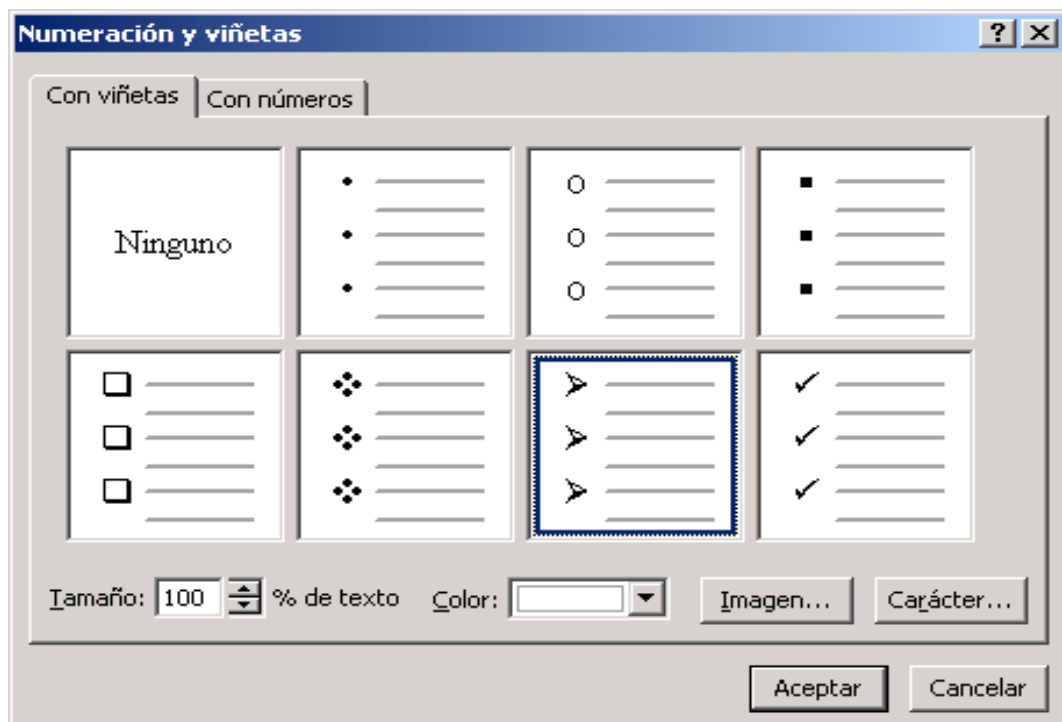 Numeración y viñetas
Con viñetas Con números
Ninguno
Tamaño: 100 % de texto Color: Imagen... Carácter...
Aceptar Cancelar